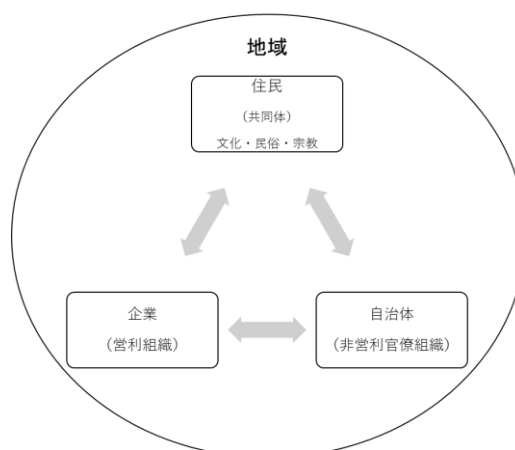 地域
住民
（共同体）
文化・民俗・宗教
企業
（営利組織）
自治体
（非営利官僚組織）